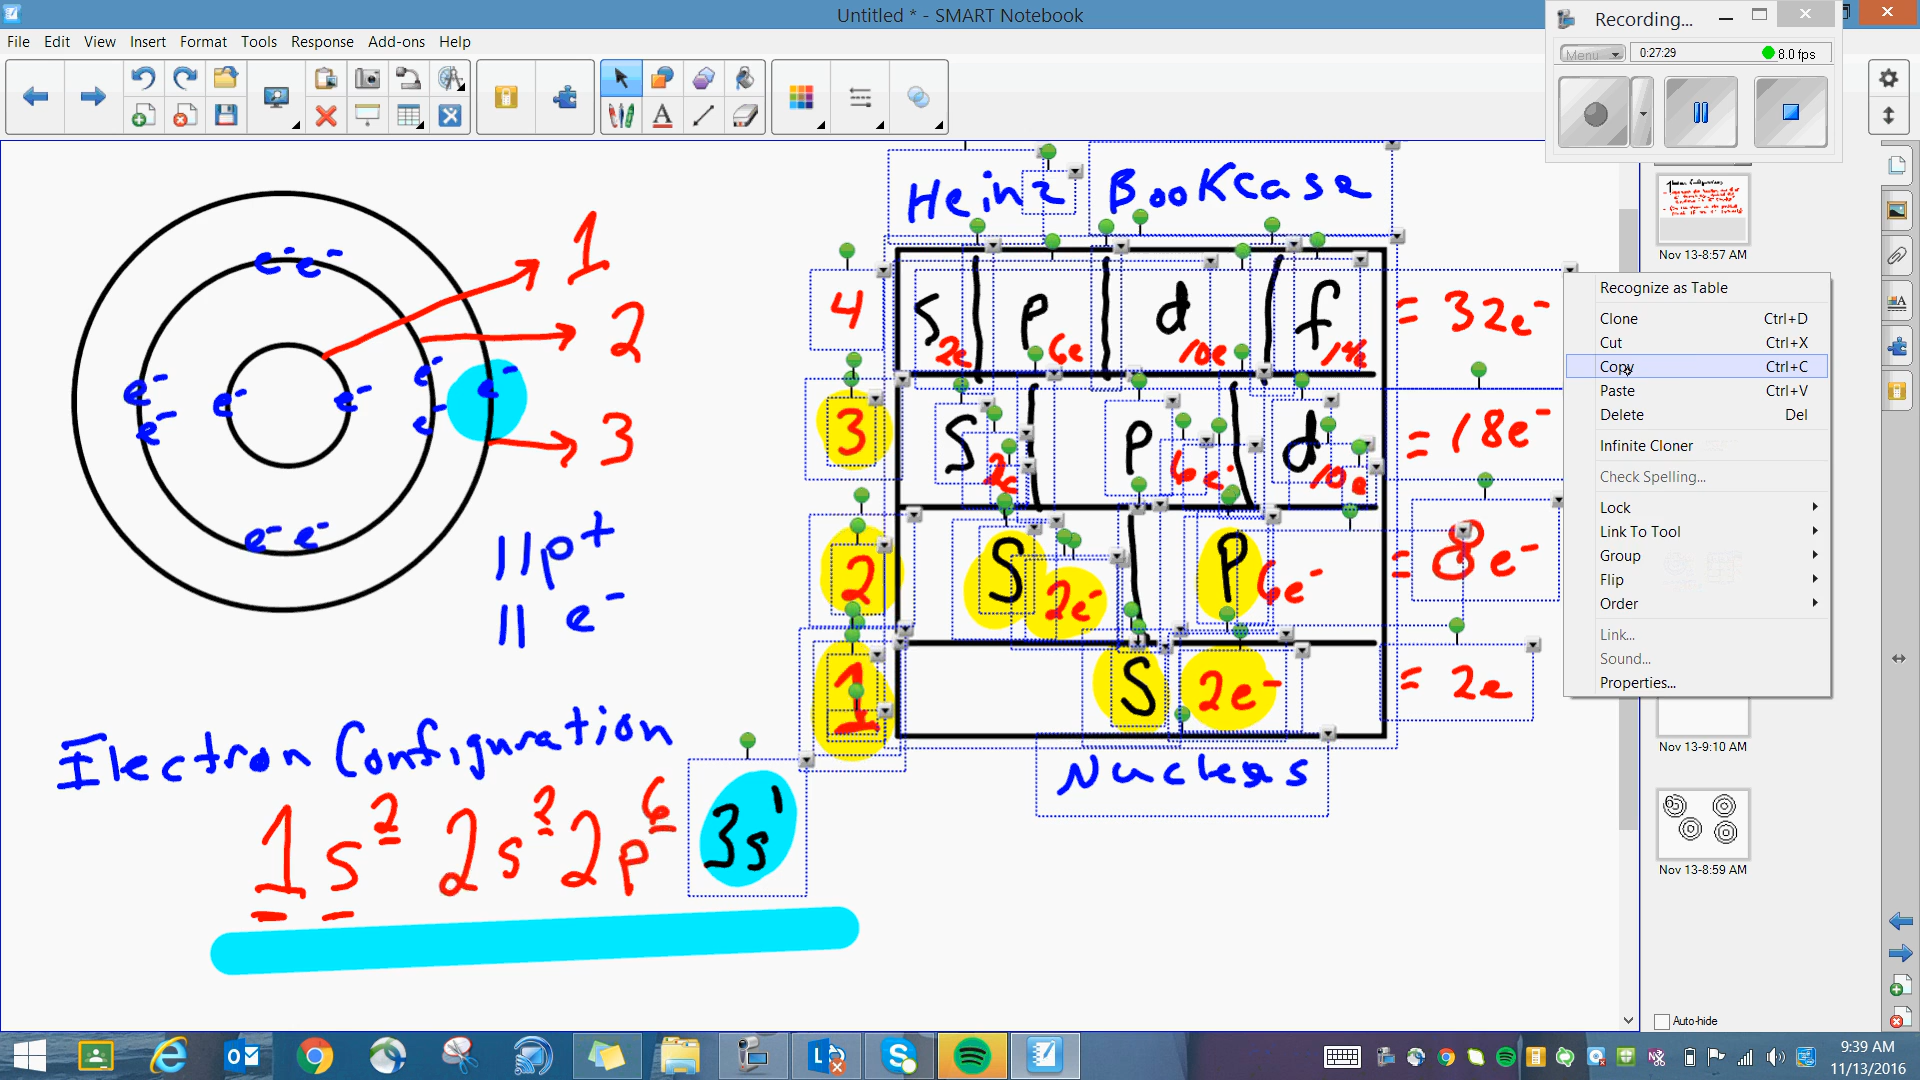 Untitled * - SMART Notebook
File Edit View Insert Format Tools Response Add-ons Help
Recording...
Menu
0:27:29
8.0 fps
Heinz Bookcase
4 s 2e p 6e d 10e f 14e = 32e-
3 s 2e p 6e d 10e = 18e-
2 S 2e- P 6e- = 8e-
1 S 2e- = 2e
Nucleas
1
2
3
e- e-
e- e-
e- e- e- e- e-
e- e-
11p+
11 e-
Electron Configuration
1s2 2s2 2p6 3s1
Recognize as Table
Clone Ctrl+D
Cut Ctrl+X
Copy Ctrl+C
Paste Ctrl+V
Delete Del
Infinite Cloner
Check Spelling...
Lock
Link To Tool
Group
Flip
Order
Link...
Sound...
Properties...
Nov 13-8:57 AM
Nov 13-9:10 AM
Nov 13-8:59 AM
Auto-hide
9:39 AM
11/13/2016